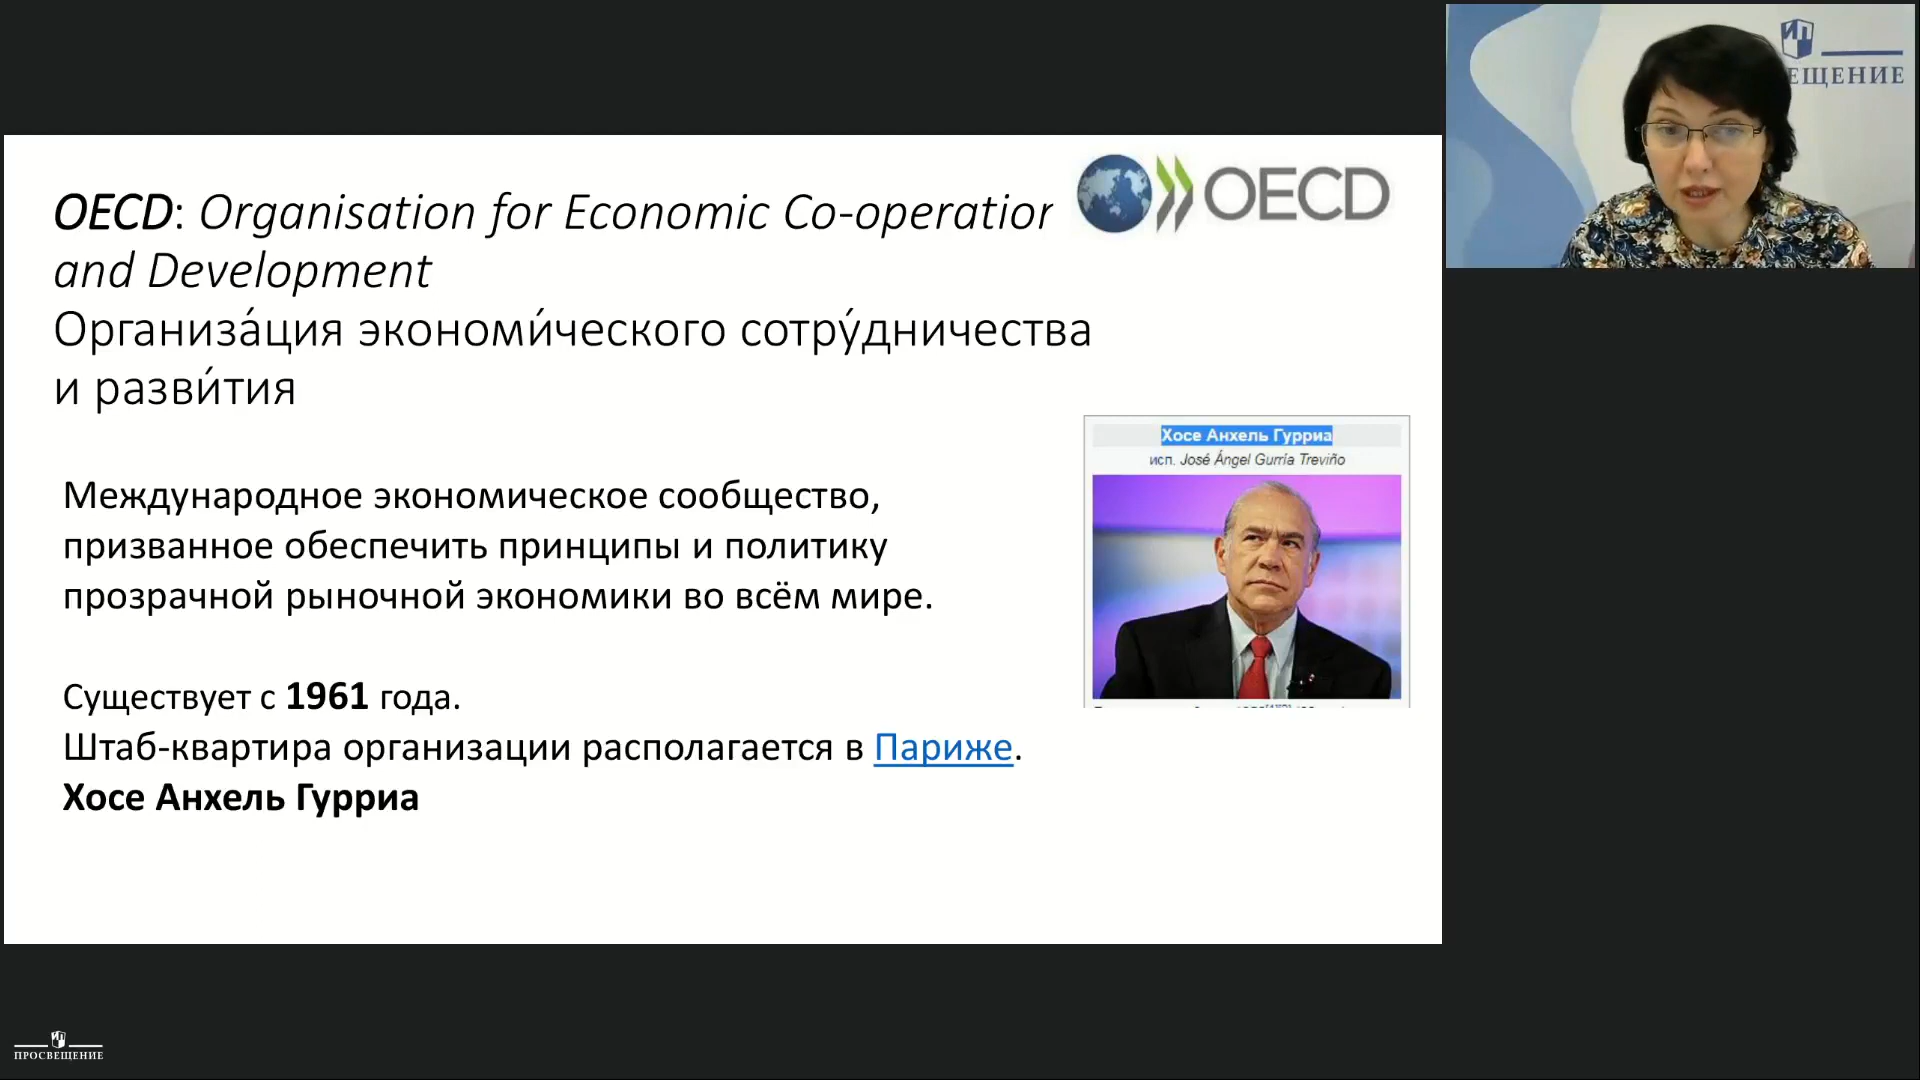 OECD: Organisation for Economic Co-operation
and Development
Организа́ция экономи́ческого сотру́дничества
и разви́тия
OECD
Международное экономическое сообщество,
призванное обеспечить принципы и политику
прозрачной рыночной экономики во всём мире.
Существует с 1961 года.
Штаб-квартира организации располагается в Париже.
Хосе Анхель Гурриа
Хосе Анхель Гурриа
исп. José Ángel Gurría Treviño
ЕЩЕНИЕ
ПРОСВЕЩЕНИЕ